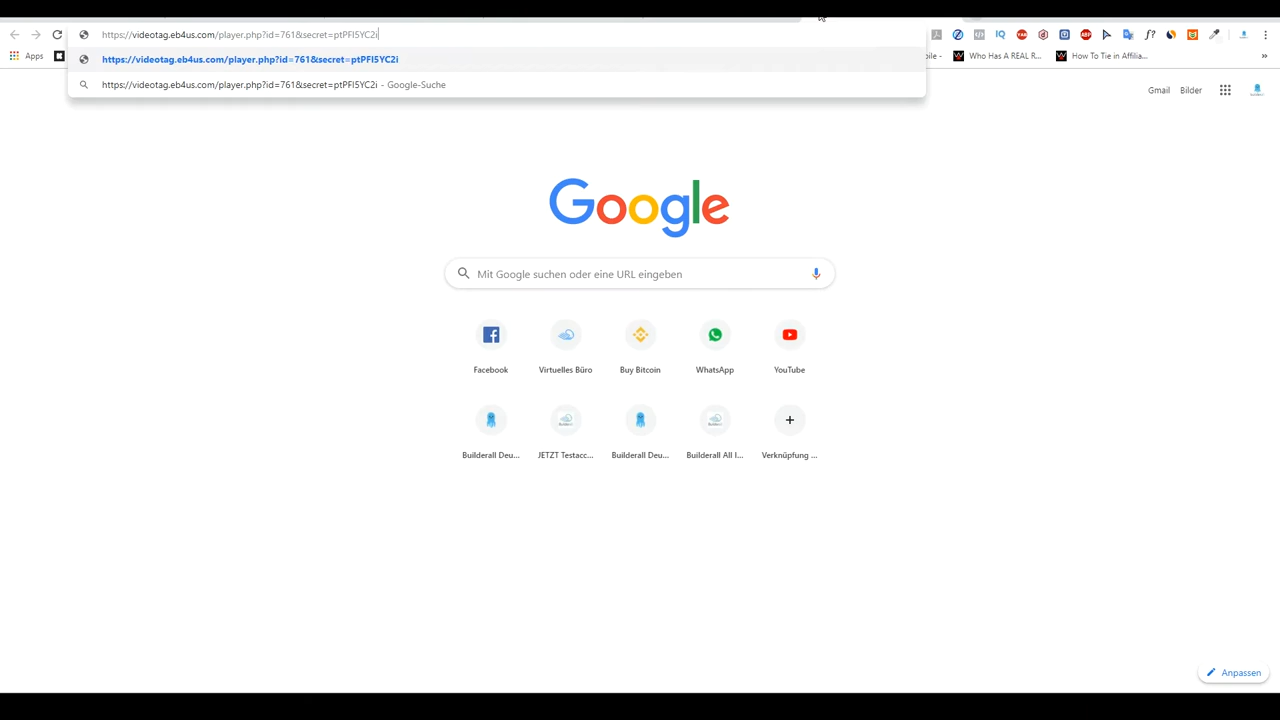 https://videotag.eb4us.com/player.php?id=761&secret=ptPFI5YC2i
https://videotag.eb4us.com/player.php?id=761&secret=ptPFI5YC2i
https://videotag.eb4us.com/player.php?id=761&secret=ptPFI5YC2i - Google-Suche
Apps
bile -
Who Has A REAL R...
How To Tie in Affilia...
Gmail
Bilder
Google
Mit Google suchen oder eine URL eingeben
Facebook
Virtuelles Büro
Buy Bitcoin
WhatsApp
YouTube
Builderall Deu...
JETZT Testacc...
Builderall Deu...
Builderall All I...
Verknüpfung ...
Anpassen